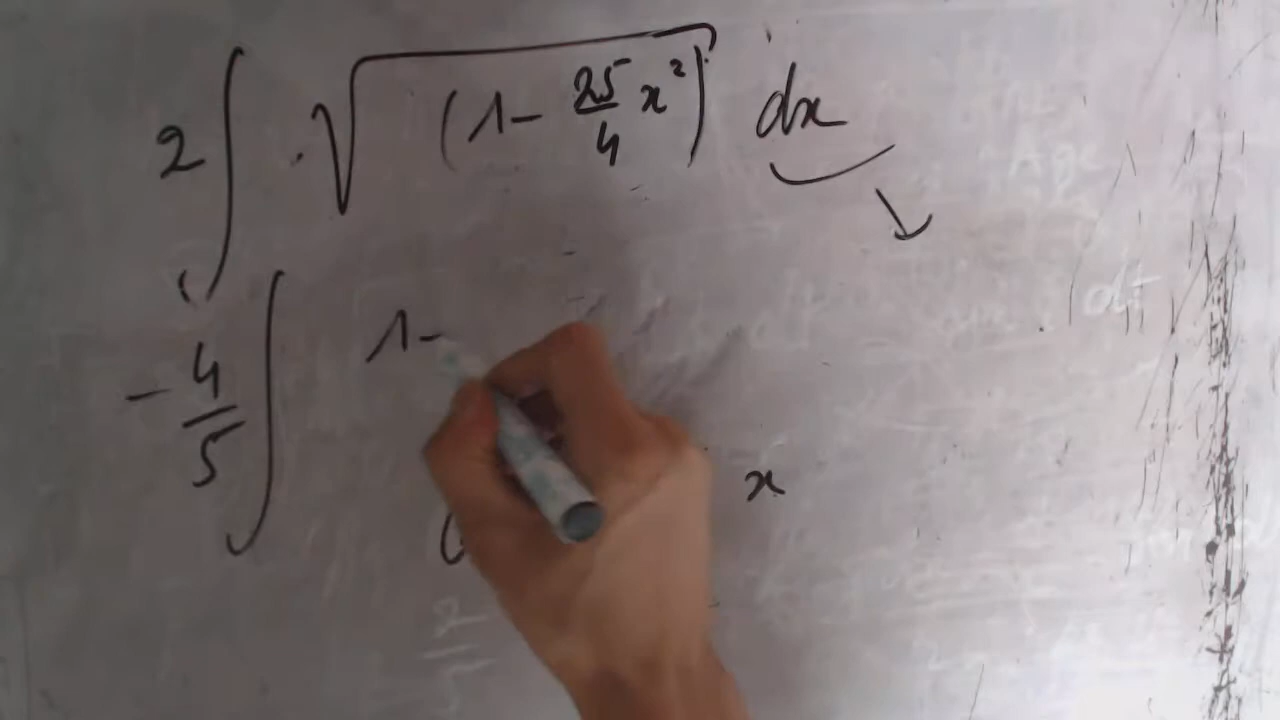 2∫ √(1 - 25/4 x²) dx
- 4/5 ∫ 1 -
x